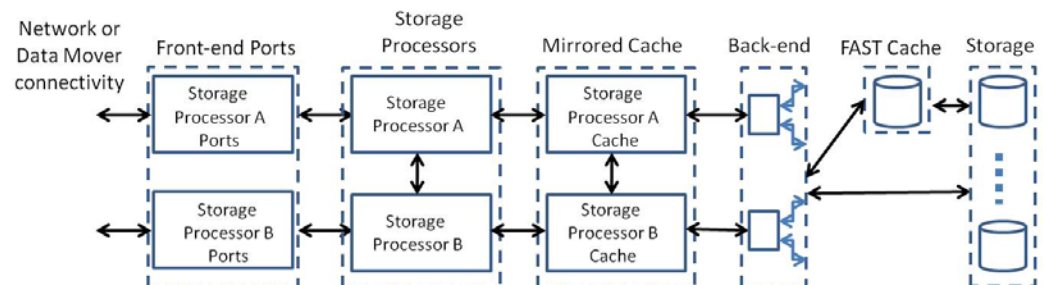 Network or
Data Mover
connectivity
Front-end Ports
Storage
Processors
Mirrored Cache
Back-end
FAST Cache
Storage
Storage
Processor A
Ports
Storage
Processor A
Storage
Processor A
Cache
Storage
Processor B
Ports
Storage
Processor B
Storage
Processor B
Cache